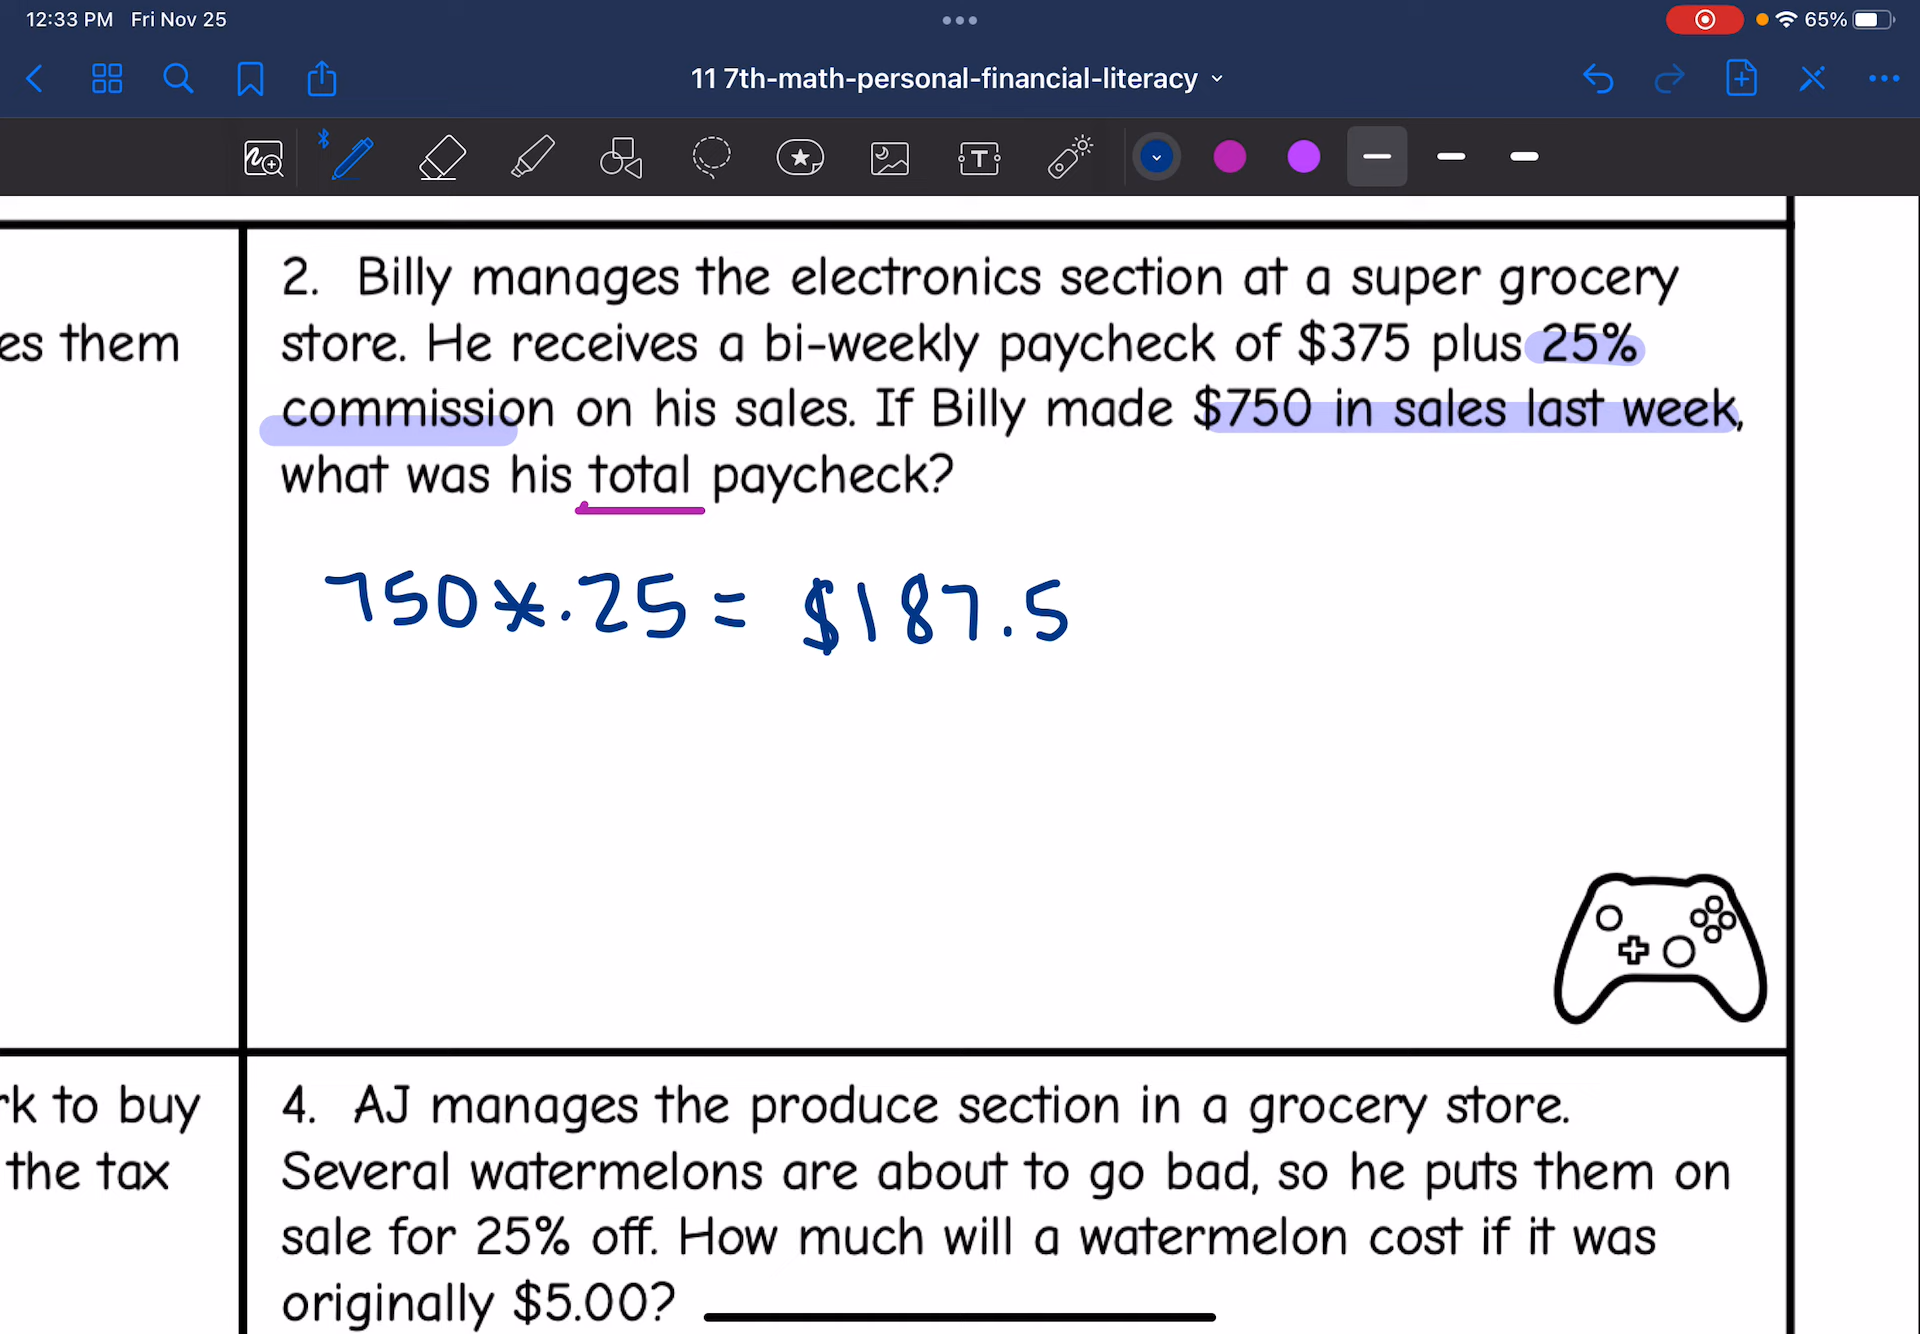 12:33 PM Fri Nov 25
65%
11 7th-math-personal-financial-literacy
T
2. Billy manages the electronics section at a super grocery
store. He receives a bi-weekly paycheck of $375 plus 25%
commission on his sales. If Billy made $750 in sales last week,
what was his total paycheck?
es them
750*.25= $187.5
rk to buy
the tax
4. AJ manages the produce section in a grocery store.
Several watermelons are about to go bad, so he puts them on
sale for 25% off. How much will a watermelon cost if it was
originally $5.00?